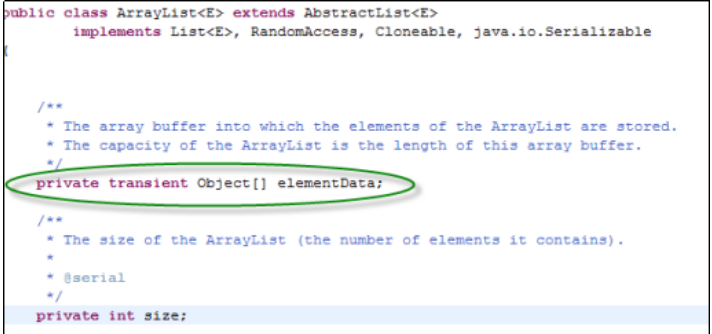 public class ArrayList<E> extends AbstractList<E>
        implements List<E>, RandomAccess, Cloneable, java.io.Serializable
{
    /**
     * The array buffer into which the elements of the ArrayList are stored.
     * The capacity of the ArrayList is the length of this array buffer.
     */
    private transient Object[] elementData;
    /**
     * The size of the ArrayList (the number of elements it contains).
     *
     * @serial
     */
    private int size;